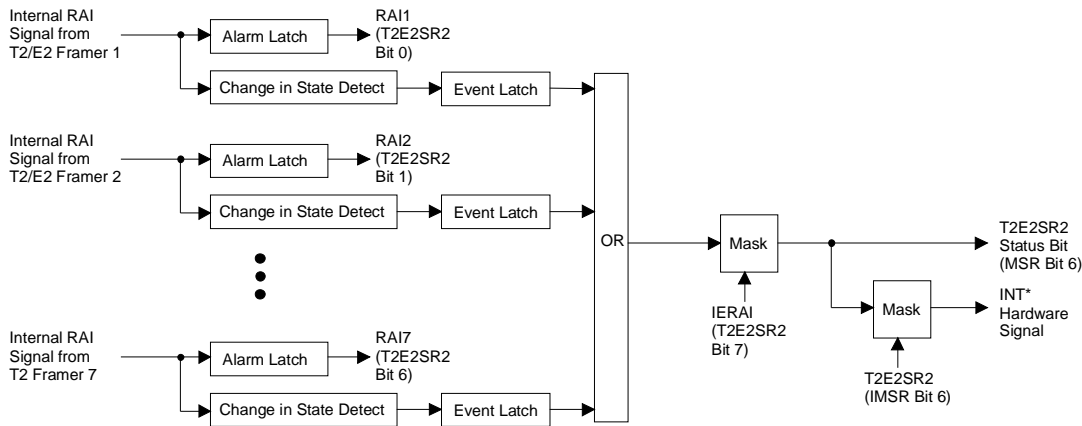 Internal RAI
Signal from
T2/E2 Framer 1
Alarm Latch
RAI1
(T2E2SR2
Bit 0)
Change in State Detect
Event Latch
Internal RAI
Signal from
T2/E2 Framer 2
Alarm Latch
RAI2
(T2E2SR2
Bit 1)
Change in State Detect
Event Latch
OR
Mask
T2E2SR2
Status Bit
(MSR Bit 6)
IERAI
(T2E2SR2
Bit 7)
Mask
INT*
Hardware
Signal
T2E2SR2
(IMSR Bit 6)
Internal RAI
Signal from
T2 Framer 7
Alarm Latch
RAI7
(T2E2SR2
Bit 6)
Change in State Detect
Event Latch